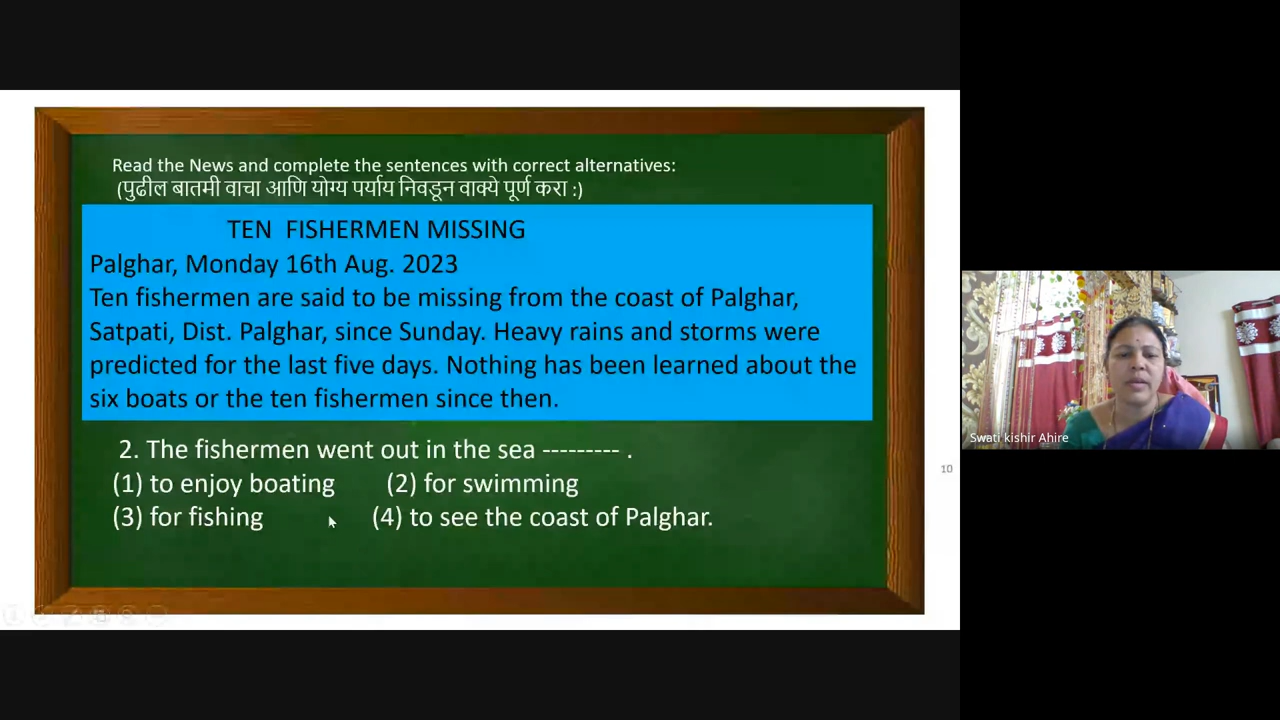 Read the News and complete the sentences with correct alternatives:
(पुढील बातमी वाचा आणि योग्य पर्याय निवडून वाक्ये पूर्ण करा :)
TEN FISHERMEN MISSING
Palghar, Monday 16th Aug. 2023
Ten fishermen are said to be missing from the coast of Palghar,
Satpati, Dist. Palghar, since Sunday. Heavy rains and storms were
predicted for the last five days. Nothing has been learned about the
six boats or the ten fishermen since then.
2. The fishermen went out in the sea --------- .
(1) to enjoy boating (2) for swimming
(3) for fishing (4) to see the coast of Palghar.
10
Swati kishir Ahire